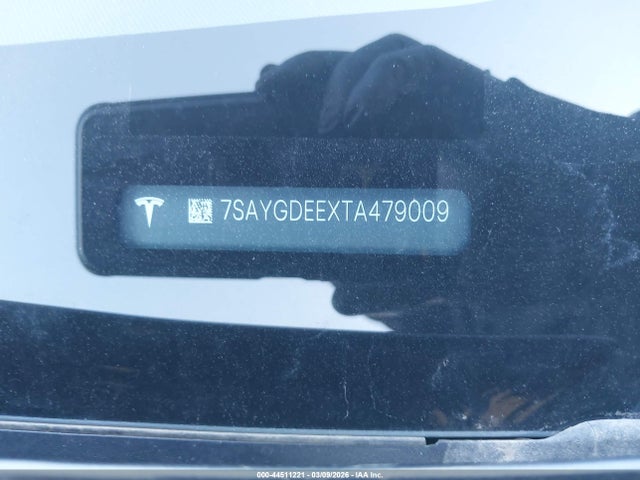 7SAYGDEEXTA479009
000-44511221 - 03/09/2026 - IAA Inc.